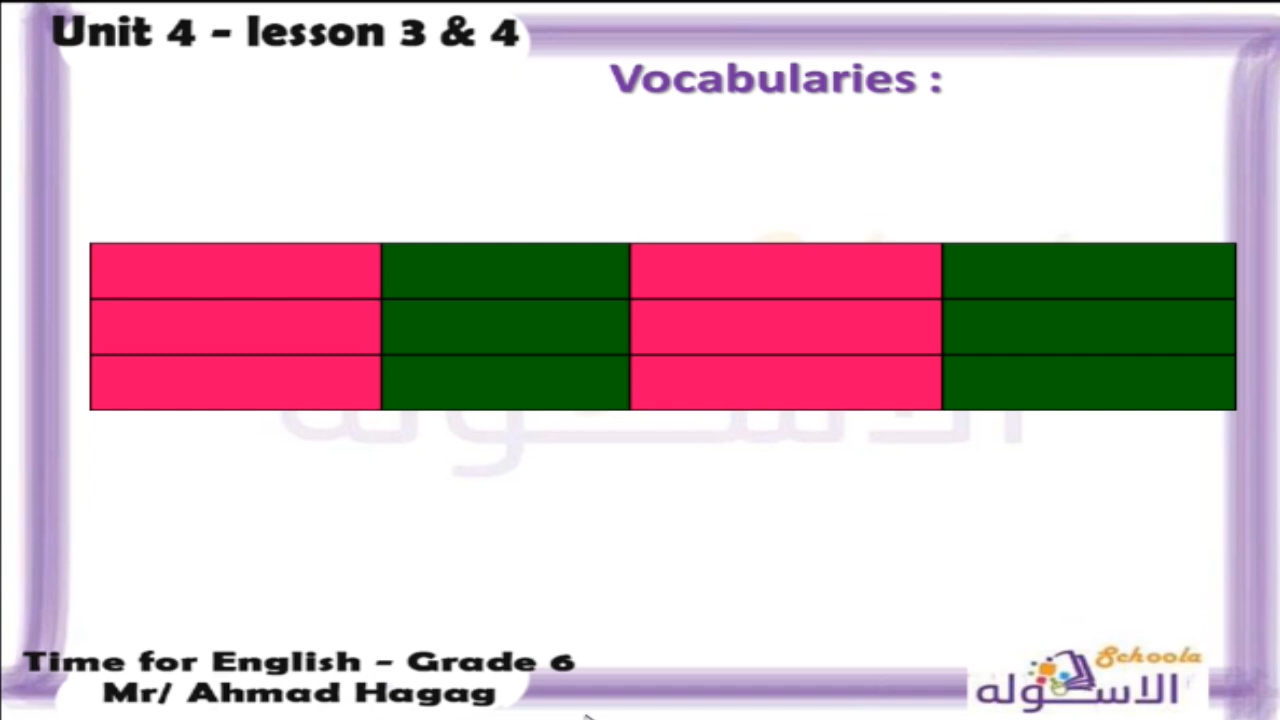 Unit 4 - lesson 3 & 4
Vocabularies :
Time for English - Grade 6
Mr/ Ahmad Hagag
Schoola
الاسكوله